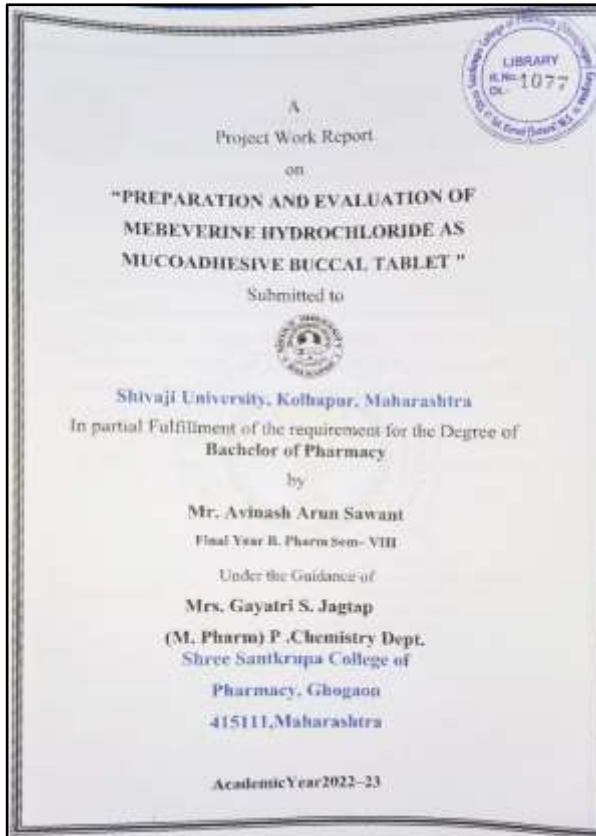 LIBRARY
R.No. 1077
A
Project Work Report
on
"PREPARATION AND EVALUATION OF
MEBEVERINE HYDROCHLORIDE AS
MUCOADHESIVE BUCCAL TABLET "
Submitted to
Shivaji University, Kolhapur, Maharashtra
In partial Fulfillment of the requirement for the Degree of
Bachelor of Pharmacy
by
Mr. Avinash Arun Sawant
Final Year B. Pharm Sem– VIII
Under the Guidance of
Mrs. Gayatri S. Jagtap
(M. Pharm) P .Chemistry Dept.
Shree Santkrupa College of
Pharmacy, Ghogaon
415111,Maharashtra
AcademicYear2022–23